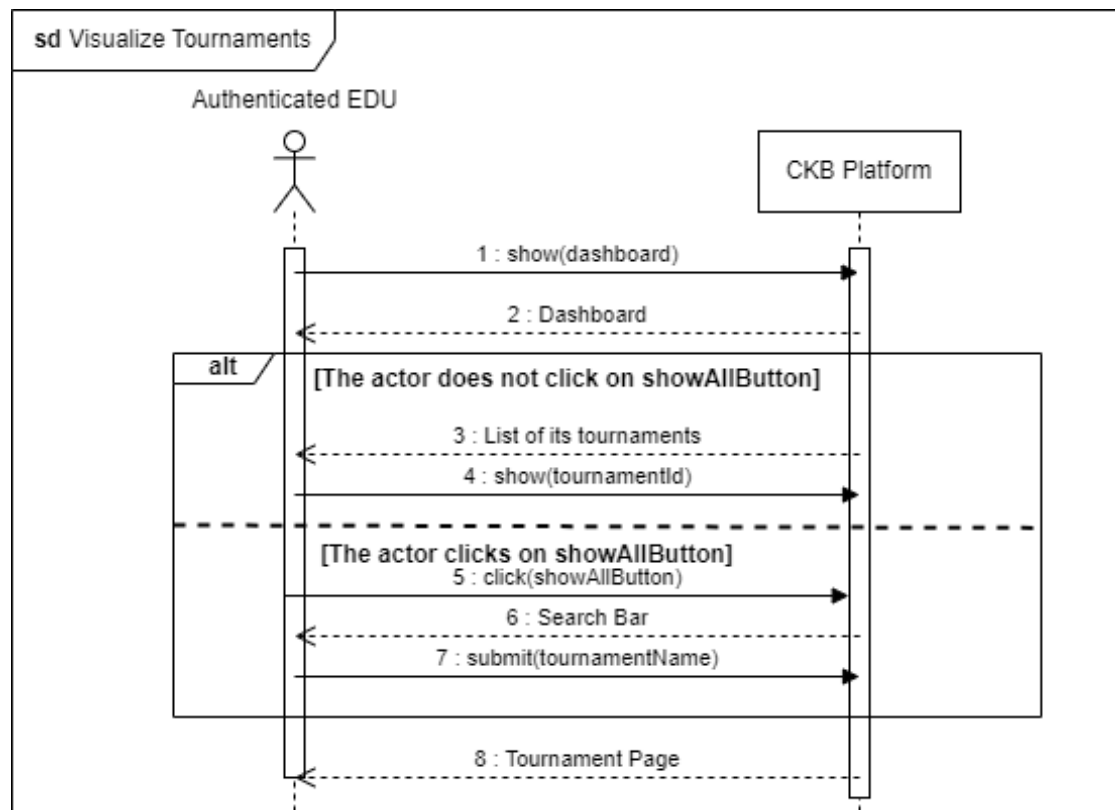 sd Visualize Tournaments
Authenticated EDU
CKB Platform
1 : show(dashboard)
2 : Dashboard
alt
[The actor does not click on showAllButton]
3 : List of its tournaments
4 : show(tournamentId)
[The actor clicks on showAllButton]
5 : click(showAllButton)
6 : Search Bar
7 : submit(tournamentName)
8 : Tournament Page